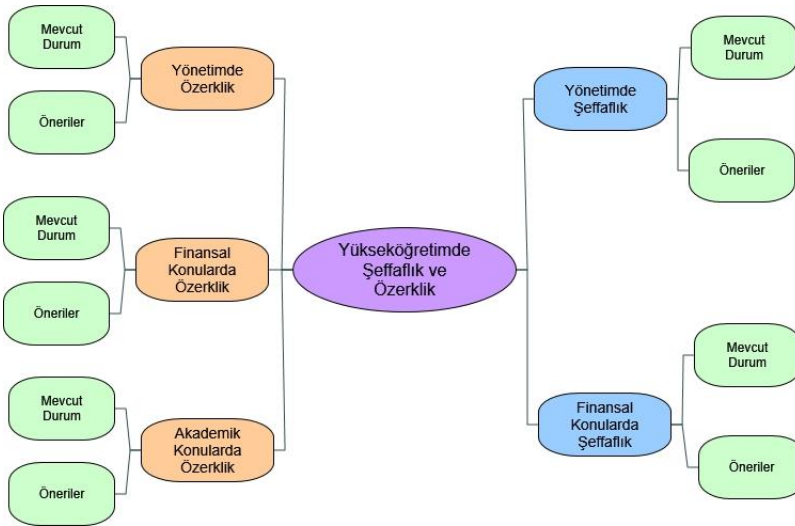 Mevcut
Durum
Öneriler
Yönetimde
Özerklik
Mevcut
Durum
Öneriler
Finansal
Konularda
Özerklik
Mevcut
Durum
Öneriler
Akademik
Konularda
Özerklik
Yükseköğretimde
Şeffaflık ve
Özerklik
Yönetimde
Şeffaflık
Mevcut
Durum
Öneriler
Finansal
Konularda
Şeffaflık
Mevcut
Durum
Öneriler